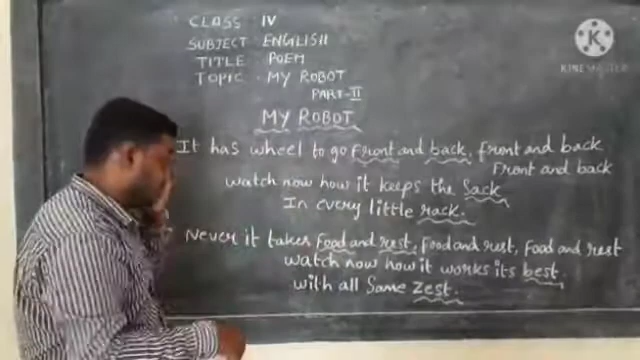 CLASS IV
SUBJECT ENGLISH
TITLE POEM
TOPIC - MY ROBOT
PART-II
MY ROBOT
It has wheel to go Front and back, front and back
Front and back
watch now how it keeps the Sack
In every little rack.
Never it takes Food and rest, food and rest, food and rest
watch now how it works its best.
with all Same zest.
KINEMASTER